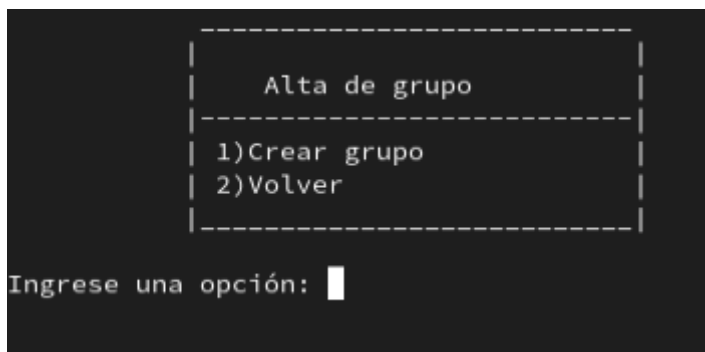 Alta de grupo
1)Crear grupo
2)Volver
Ingrese una opción: